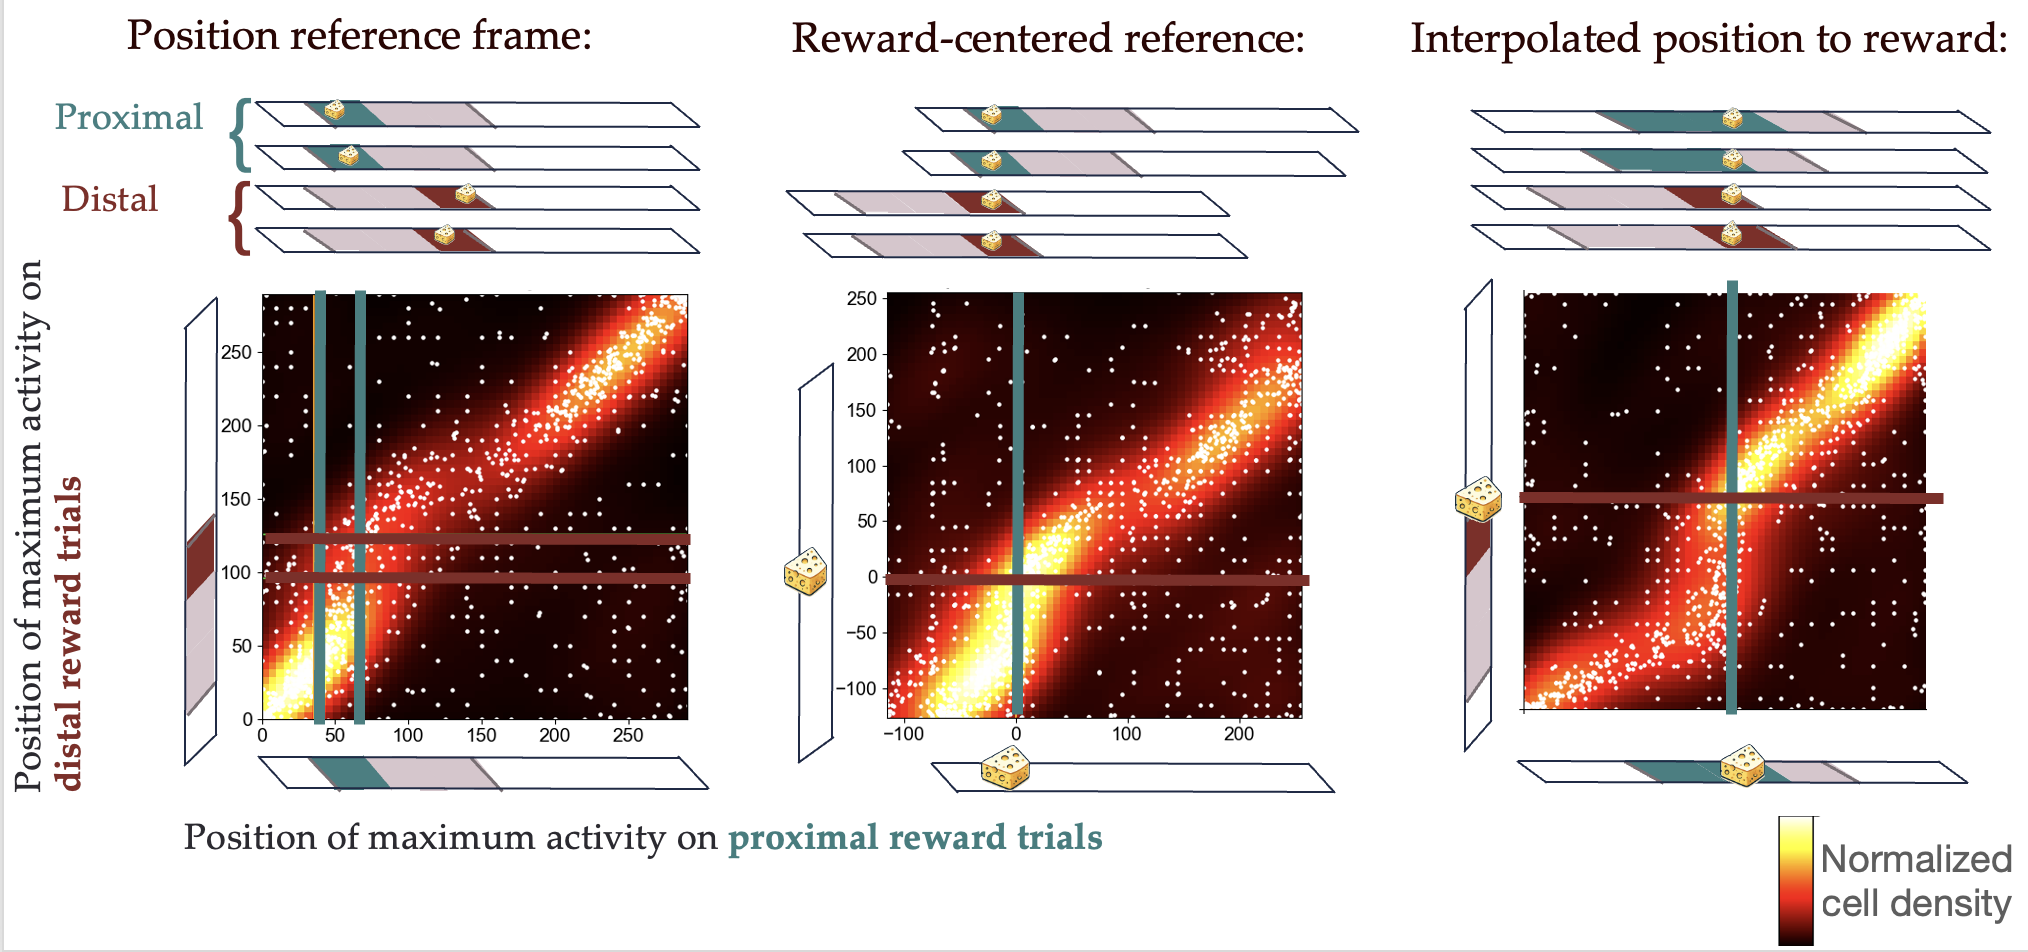 Position reference frame:
Reward-centered reference:
Interpolated position to reward:
Proximal
Distal
Position of maximum activity on
distal reward trials
250
200
150
100
50
0
0 50 100 150 200 250
250
200
150
100
50
0
−50
−100
−100 0 100 200
Position of maximum activity on proximal reward trials
Normalized
cell density